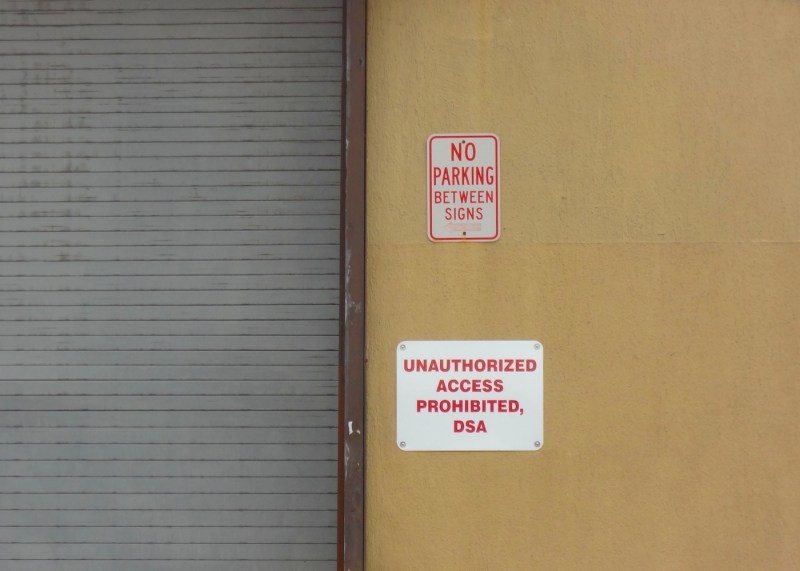 NO
PARKING
BETWEEN
SIGNS
UNAUTHORIZED
ACCESS
PROHIBITED,
DSA